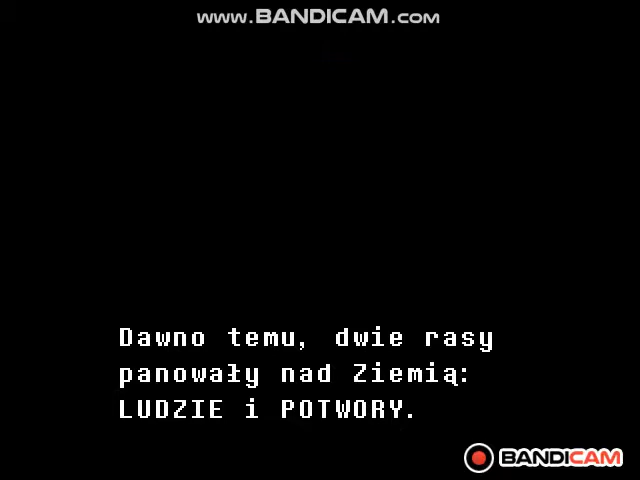 www.BANDICAM.com
Dawno temu, dwie rasy
panowały nad Ziemią:
LUDZIE i POTWORY.
BANDICAM